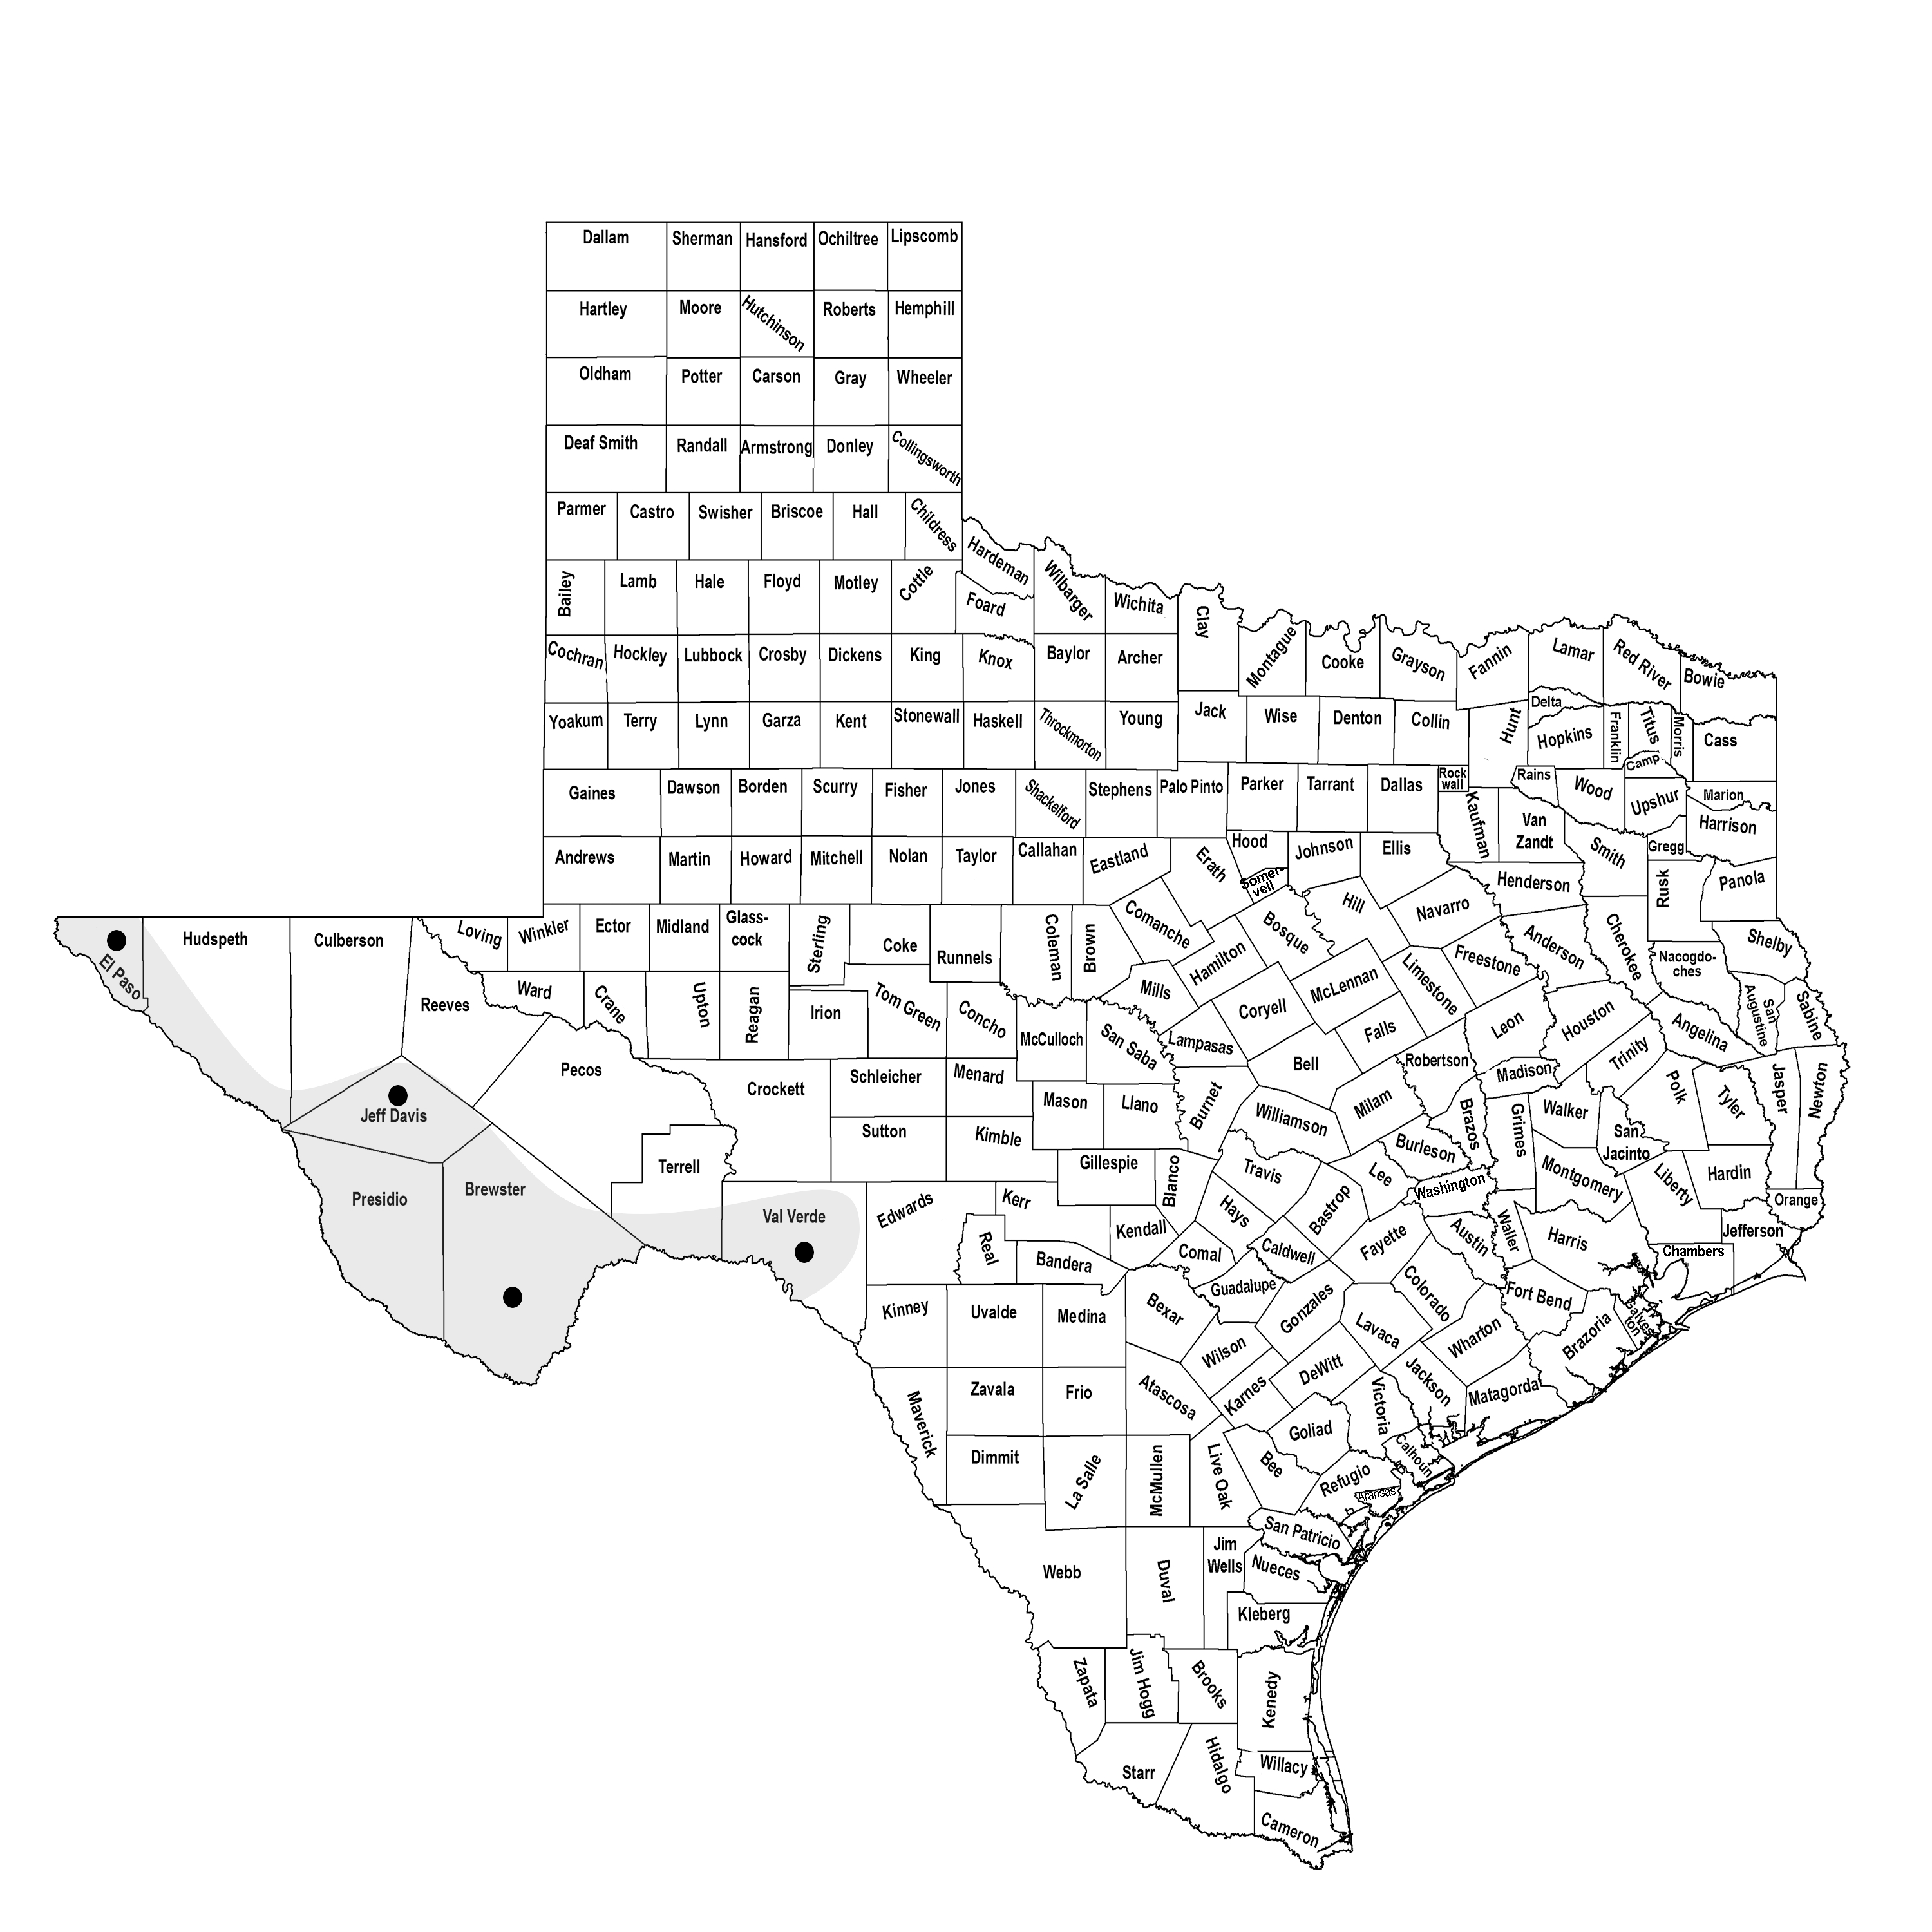 Dallam Sherman Hansford Ochiltree Lipscomb
Hartley Moore Hutchinson Roberts Hemphill
Oldham Potter Carson Gray Wheeler
Deaf Smith Randall Armstrong Donley Collingsworth
Parmer Castro Swisher Briscoe Hall Childress
Hardeman
Bailey Lamb Hale Floyd Motley Cottle Foard Wilbarger Wichita Clay
Cochran Hockley Lubbock Crosby Dickens King Knox Baylor Archer Montague Cooke Grayson Fannin Lamar Red River Bowie
Yoakum Terry Lynn Garza Kent Stonewall Haskell Throckmorton Young Jack Wise Denton Collin Hunt Delta Hopkins Franklin Titus Morris Cass
Camp
Gaines Dawson Borden Scurry Fisher Jones Shackelford Stephens Palo Pinto Parker Tarrant Dallas Rock
wall
Rains Wood Upshur Marion
Kaufman Van
Zandt
Harrison
Andrews Martin Howard Mitchell Nolan Taylor Callahan Eastland Erath Hood Johnson Ellis Smith Gregg
Somer-
vell
Henderson Rusk Panola
El Paso Hudspeth Culberson Loving Winkler Ector Midland Glass-
cock
Sterling Coke Runnels Coleman Brown Comanche Hamilton Bosque Hill Navarro Anderson Cherokee Shelby
Nacogdo-
ches
Reeves Ward Crane Upton Reagan Irion Tom Green Concho Mills Coryell McLennan Limestone Freestone
San
Augustine
Sabine
McCulloch San Saba Lampasas Bell Falls Leon Houston Angelina
Robertson Trinity
Pecos Crockett Schleicher Menard Mason Llano Burnet Williamson Milam Madison Polk Tyler Jasper Newton
Jeff Davis Brazos Grimes Walker
Sutton Kimble Burleson San
Jacinto
Presidio Brewster Terrell Gillespie Blanco Travis Lee Washington Montgomery Liberty Hardin
Orange
Val Verde Edwards Kerr Hays Bastrop Fayette Austin Waller Harris Jefferson
Real Kendall Comal Caldwell Chambers
Bandera Guadalupe Colorado Fort Bend
Galves-
ton
Kinney Uvalde Medina Bexar Gonzales Lavaca Wharton Brazoria
Wilson
Maverick Zavala Frio Atascosa Karnes DeWitt Victoria Jackson Matagorda
Goliad
Dimmit La Salle McMullen Live Oak Bee Refugio Calhoun
Aransas
San Patricio
Webb Duval Jim
Wells
Nueces
Kleberg
Zapata Jim Hogg Brooks Kenedy
Starr Hidalgo Willacy
Cameron